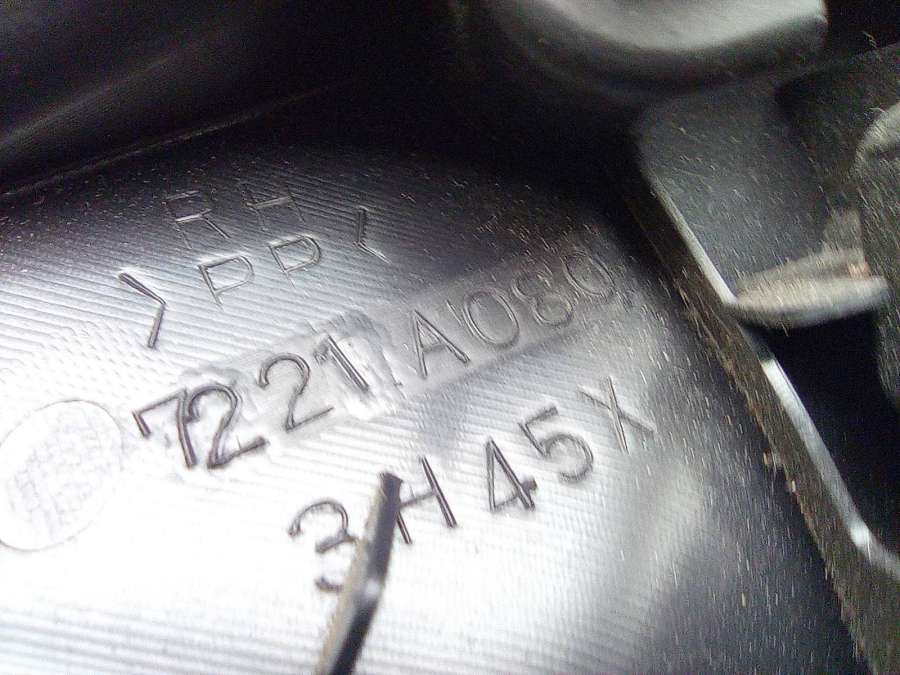 RH
>PP<
7221A080
3H45X